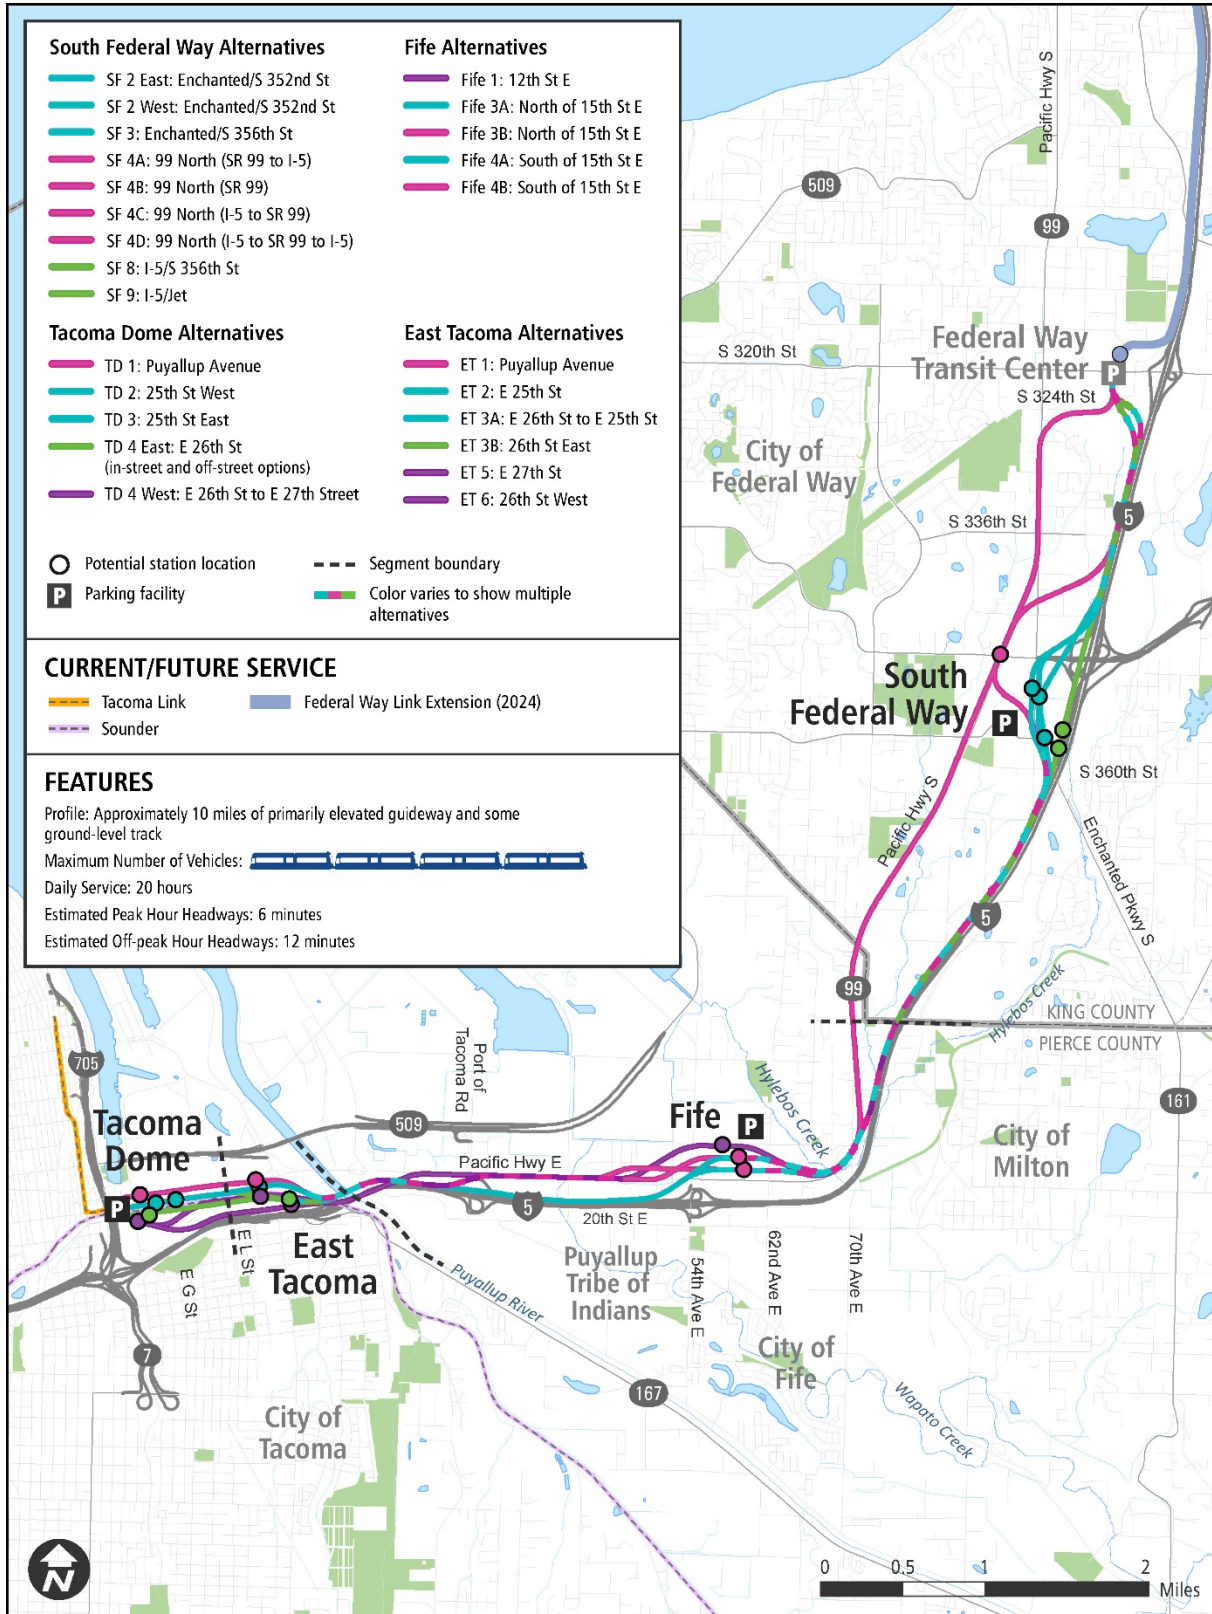 South Federal Way Alternatives
SF 2 East: Enchanted/S 352nd St
SF 2 West: Enchanted/S 352nd St
SF 3: Enchanted/S 356th St
SF 4A: 99 North (SR 99 to I-5)
SF 4B: 99 North (SR 99)
SF 4C: 99 North (I-5 to SR 99)
SF 4D: 99 North (I-5 to SR 99 to I-5)
SF 8: I-5/S 356th St
SF 9: I-5/Jet
Fife Alternatives
Fife 1: 12th St E
Fife 3A: North of 15th St E
Fife 3B: North of 15th St E
Fife 4A: South of 15th St E
Fife 4B: South of 15th St E
Tacoma Dome Alternatives
TD 1: Puyallup Avenue
TD 2: 25th St West
TD 3: 25th St East
TD 4 East: E 26th St
(in-street and off-street options)
TD 4 West: E 26th St to E 27th Street
East Tacoma Alternatives
ET 1: Puyallup Avenue
ET 2: E 25th St
ET 3A: E 26th St to E 25th St
ET 3B: 26th St East
ET 5: E 27th St
ET 6: 26th St West
Potential station location
P Parking facility
Segment boundary
Color varies to show multiple
alternatives
CURRENT/FUTURE SERVICE
Tacoma Link
Sounder
Federal Way Link Extension (2024)
FEATURES
Profile: Approximately 10 miles of primarily elevated guideway and some
ground-level track
Maximum Number of Vehicles:
Daily Service: 20 hours
Estimated Peak Hour Headways: 6 minutes
Estimated Off-peak Hour Headways: 12 minutes
Pacific Hwy S
509
99
Federal Way
Transit Center
P
S 320th St
S 324th St
City of
Federal Way
5
S 336th St
South
Federal Way
P
S 360th St
Pacific Hwy S
Enchanted Pkwy S
5
99
Hylebos Creek
KING COUNTY
PIERCE COUNTY
161
City of
Milton
705
Port of
Tacoma Rd
Hylebos Creek
Fife
P
509
Tacoma
Dome
P
Pacific Hwy E
5
20th St E
East
Tacoma
E L St
E G St
Puyallup
Tribe of
Indians
54th Ave E
62nd Ave E
70th Ave E
Puyallup River
7
City of
Fife
167
Wapato Creek
City of
Tacoma
N
0 0.5 1 2
Miles